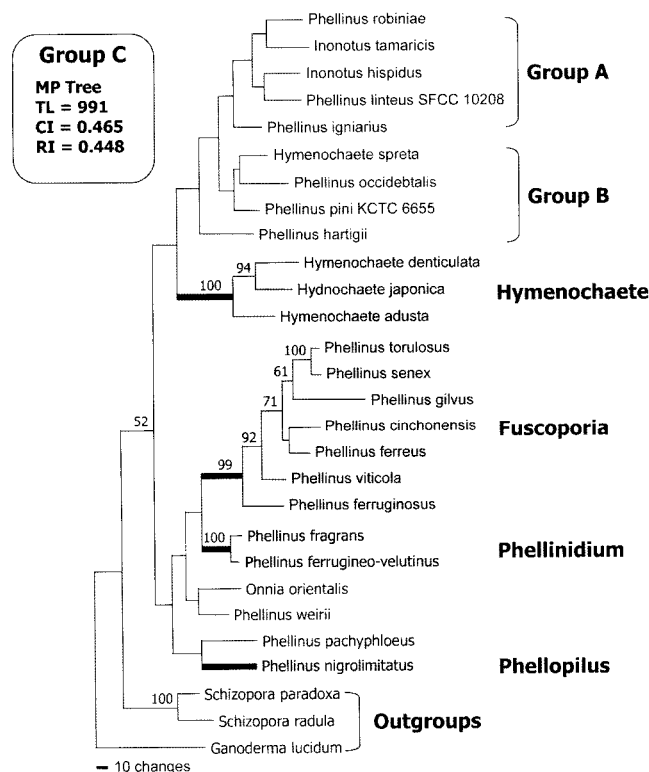 Group C
MP Tree
TL = 991
CI = 0.465
RI = 0.448
Phellinus robiniae
Inonotus tamaricis
Inonotus hispidus
Phellinus linteus SFCC 10208
Phellinus igniarius
Group A
Hymenochaete spreta
Phellinus occidebtalis
Phellinus pini KCTC 6655
Phellinus hartigii
Group B
94
100
Hymenochaete denticulata
Hydnochaete japonica
Hymenochaete adusta
Hymenochaete
100
61
71
92
99
Phellinus torulosus
Phellinus senex
Phellinus gilvus
Phellinus cinchonensis
Phellinus ferreus
Phellinus viticola
Phellinus ferruginosus
Fuscoporia
52
100
Phellinus fragrans
Phellinus ferrugineo-velutinus
Phellinidium
Onnia orientalis
Phellinus weirii
Phellinus pachyphloeus
Phellinus nigrolimitatus
Phellopilus
100
Schizopora paradoxa
Schizopora radula
Ganoderma lucidum
Outgroups
10 changes